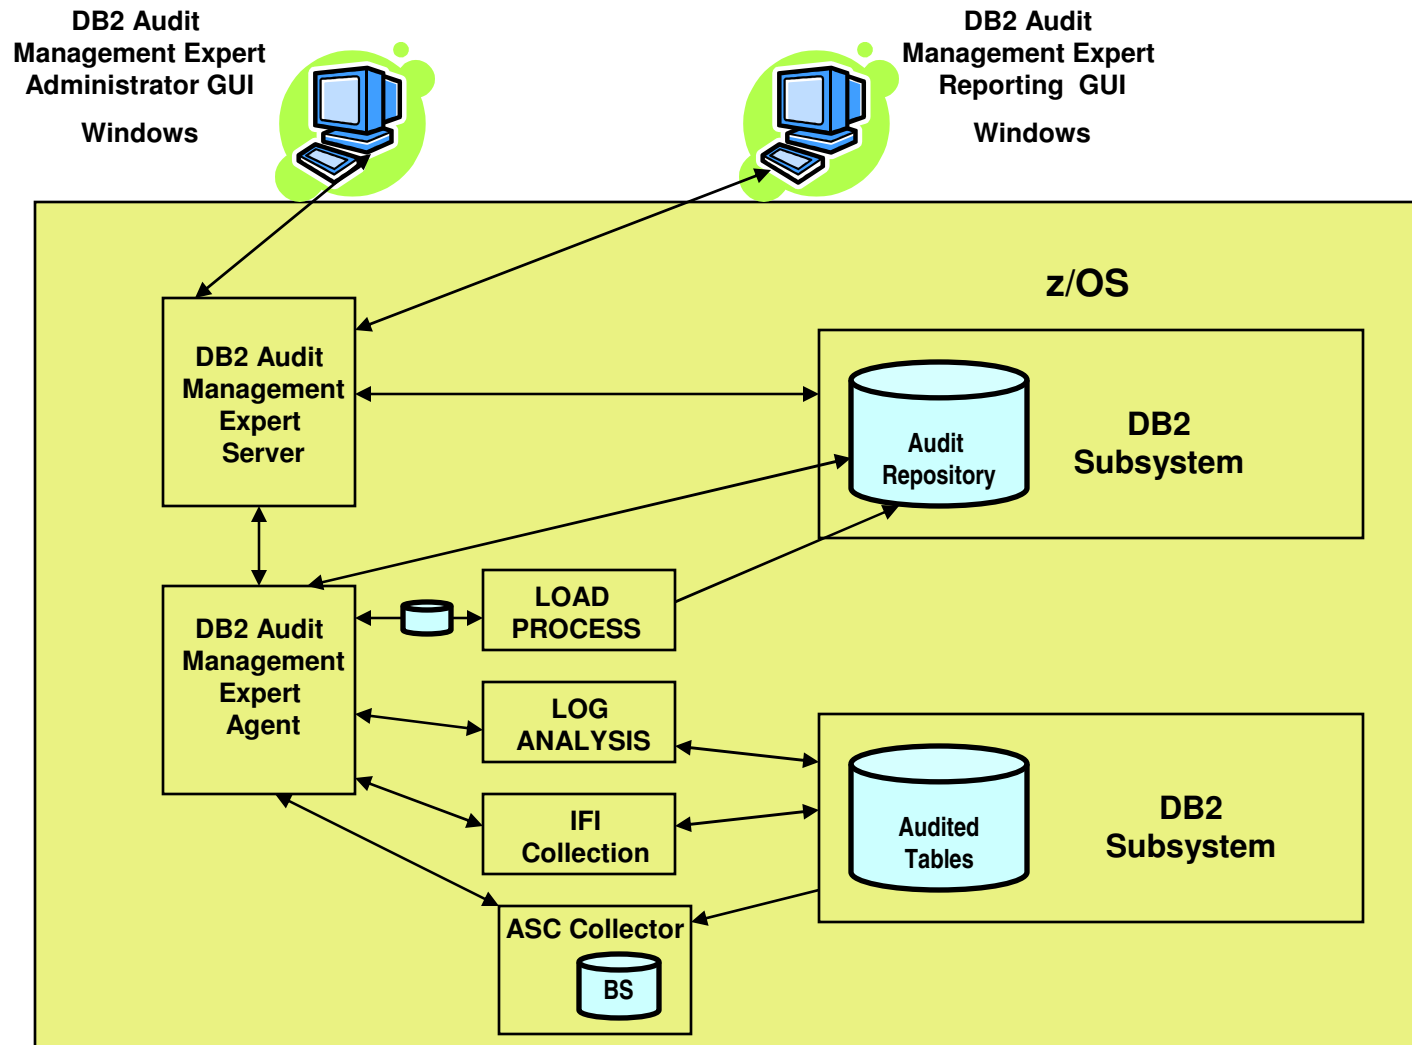 DB2 Audit
Management Expert
Administrator GUI
Windows
DB2 Audit
Management Expert
Reporting GUI
Windows
z/OS
DB2 Audit
Management
Expert
Server
Audit
Repository
DB2
Subsystem
DB2 Audit
Management
Expert
Agent
LOAD
PROCESS
LOG
ANALYSIS
IFI
Collection
Audited
Tables
DB2
Subsystem
ASC Collector
BS